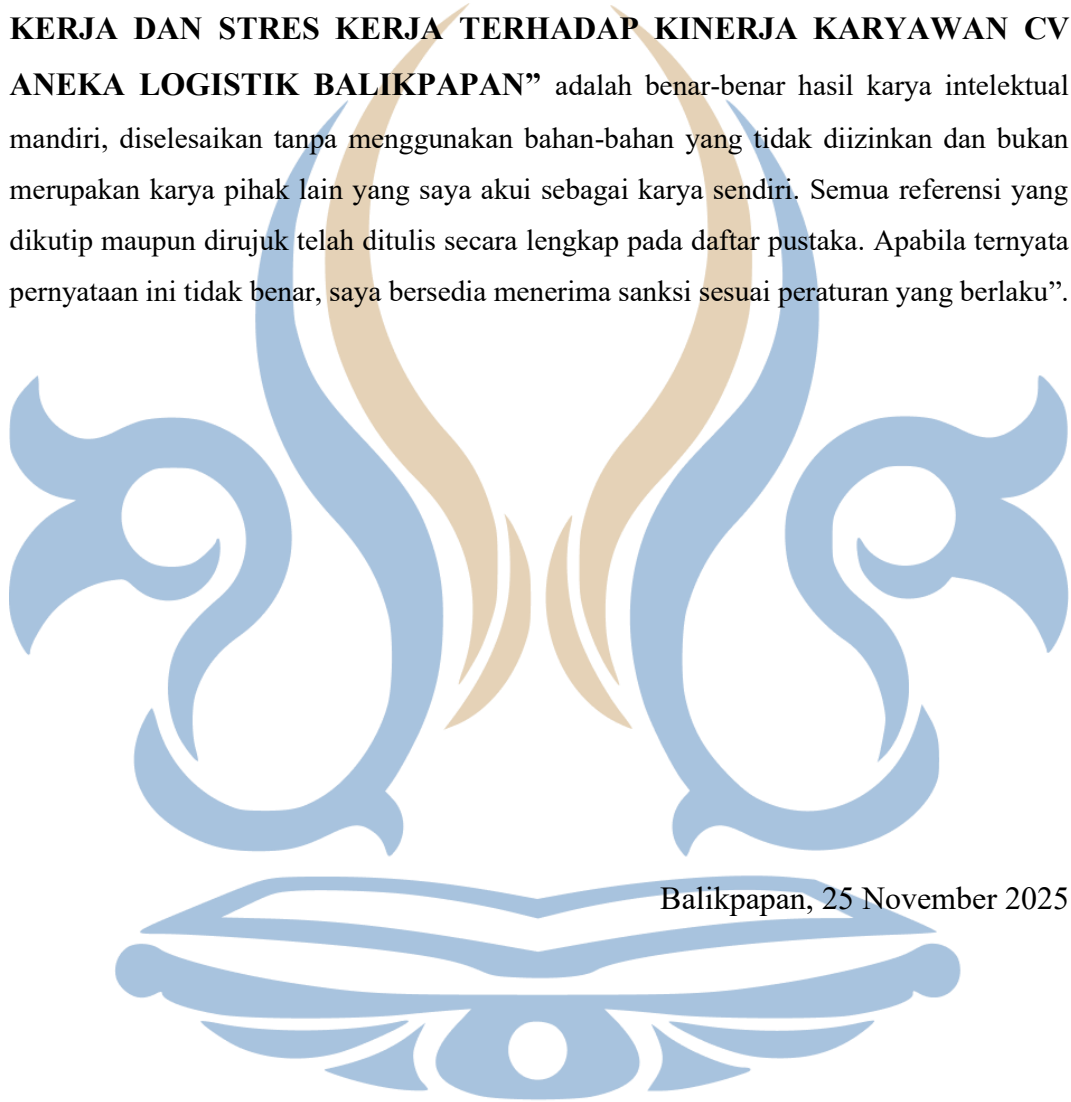 KERJA DAN STRES KERJA TERHADAP KINERJA KARYAWAN CV
ANEKA LOGISTIK BALIKPAPAN” adalah benar-benar hasil karya intelektual
mandiri, diselesaikan tanpa menggunakan bahan-bahan yang tidak diizinkan dan bukan
merupakan karya pihak lain yang saya akui sebagai karya sendiri. Semua referensi yang
dikutip maupun dirujuk telah ditulis secara lengkap pada daftar pustaka. Apabila ternyata
pernyataan ini tidak benar, saya bersedia menerima sanksi sesuai peraturan yang berlaku”.
Balikpapan, 25 November 2025